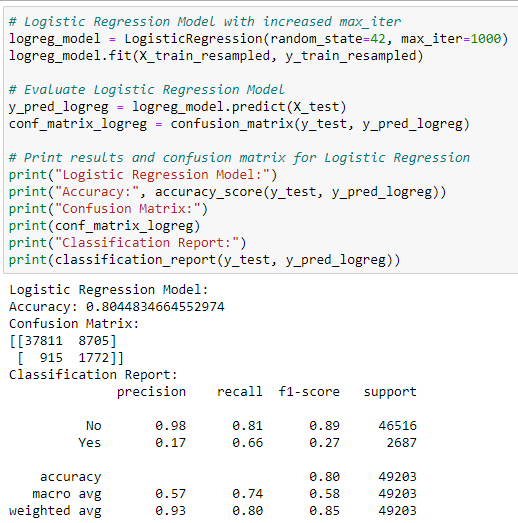 # Logistic Regression Model with increased max_iter
logreg_model = LogisticRegression(random_state=42, max_iter=1000)
logreg_model.fit(X_train_resampled, y_train_resampled)

# Evaluate Logistic Regression Model
y_pred_logreg = logreg_model.predict(X_test)
conf_matrix_logreg = confusion_matrix(y_test, y_pred_logreg)

# Print results and confusion matrix for Logistic Regression
print("Logistic Regression Model:")
print("Accuracy:", accuracy_score(y_test, y_pred_logreg))
print("Confusion Matrix:")
print(conf_matrix_logreg)
print("Classification Report:")
print(classification_report(y_test, y_pred_logreg))

Logistic Regression Model:
Accuracy: 0.8044834664552974
Confusion Matrix:
[[37811  8705]
 [  915  1772]]
Classification Report:
              precision    recall  f1-score   support

          No       0.98      0.81      0.89     46516
         Yes       0.17      0.66      0.27      2687

    accuracy                           0.80     49203
   macro avg       0.57      0.74      0.58     49203
weighted avg       0.93      0.80      0.85     49203